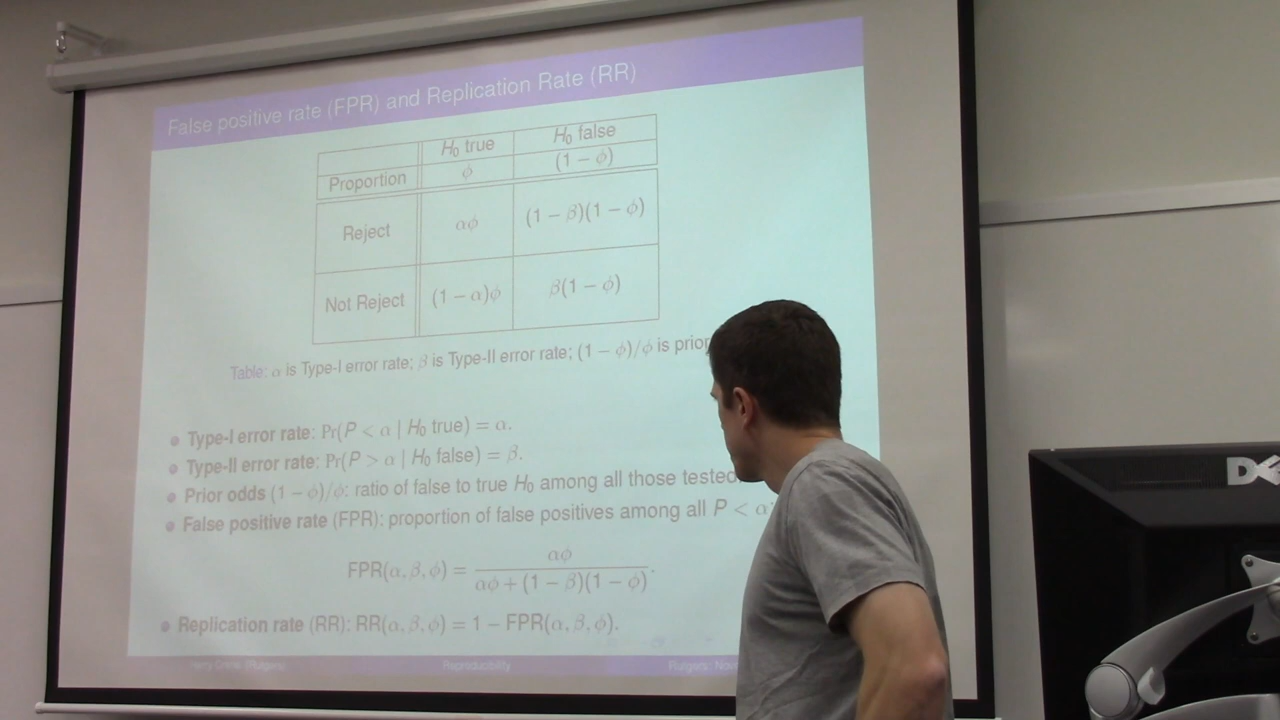 False positive rate (FPR) and Replication Rate (RR)
H₀ true H₀ false
Proportion ϕ (1 − ϕ)
Reject αϕ (1 − β)(1 − ϕ)
Not Reject (1 − α)ϕ β(1 − ϕ)
Table: α is Type-I error rate; β is Type-II error rate; (1 − ϕ)/ϕ is prior
Type-I error rate: Pr(P < α | H₀ true) = α.
Type-II error rate: Pr(P > α | H₀ false) = β.
Prior odds (1 − ϕ)/ϕ: ratio of false to true H₀ among all those tested
False positive rate (FPR): proportion of false positives among all P < α
FPR(α, β, ϕ) = αϕ / αϕ + (1 − β)(1 − ϕ).
Replication rate (RR): RR(α, β, ϕ) = 1 − FPR(α, β, ϕ).
(Rutgers) Reproducibility Rutgers: